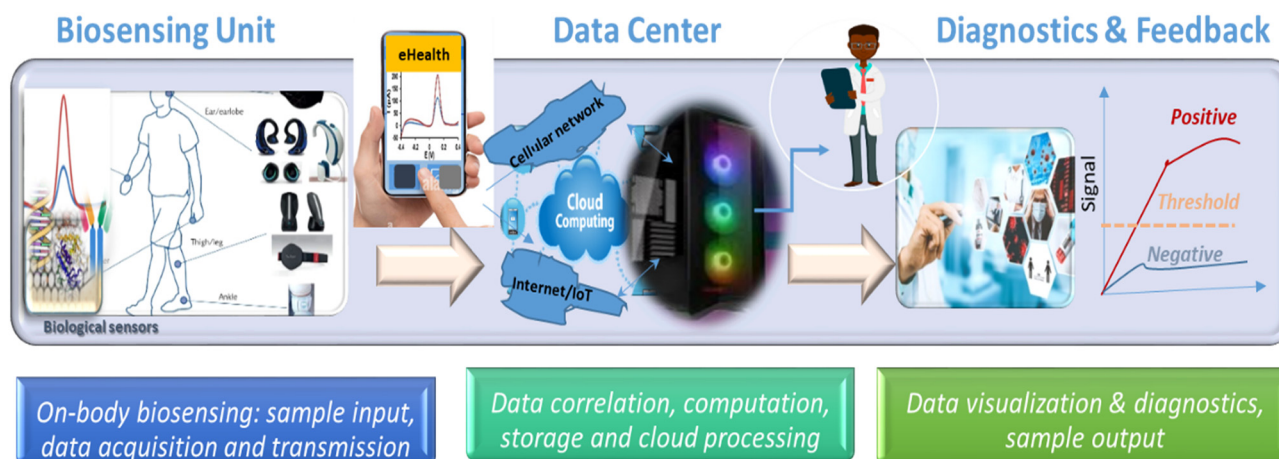 Biosensing Unit
Data Center
Diagnostics & Feedback
eHealth
E (V)
Ear/earlobe
Thigh/leg
Ankle
Biological sensors
Cellular network
Cloud
Computing
Internet/IoT
Signal
Positive
Threshold
Negative
On-body biosensing: sample input,
data acquisition and transmission
Data correlation, computation,
storage and cloud processing
Data visualization & diagnostics,
sample output